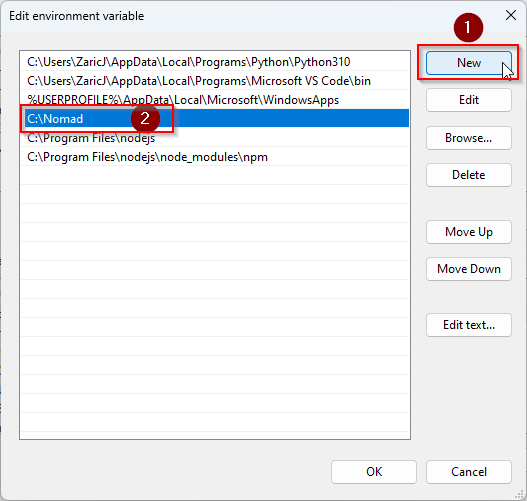 Edit environment variable
1
C:\Users\ZaricJ\AppData\Local\Programs\Python\Python310
New
C:\Users\ZaricJ\AppData\Local\Programs\Microsoft VS Code\bin
%USERPROFILE%\AppData\Local\Microsoft\WindowsApps
Edit
C:\Nomad
2
C:\Program Files\nodejs
Browse...
C:\Program Files\nodejs\node_modules\npm
Delete
Move Up
Move Down
Edit text...
OK
Cancel